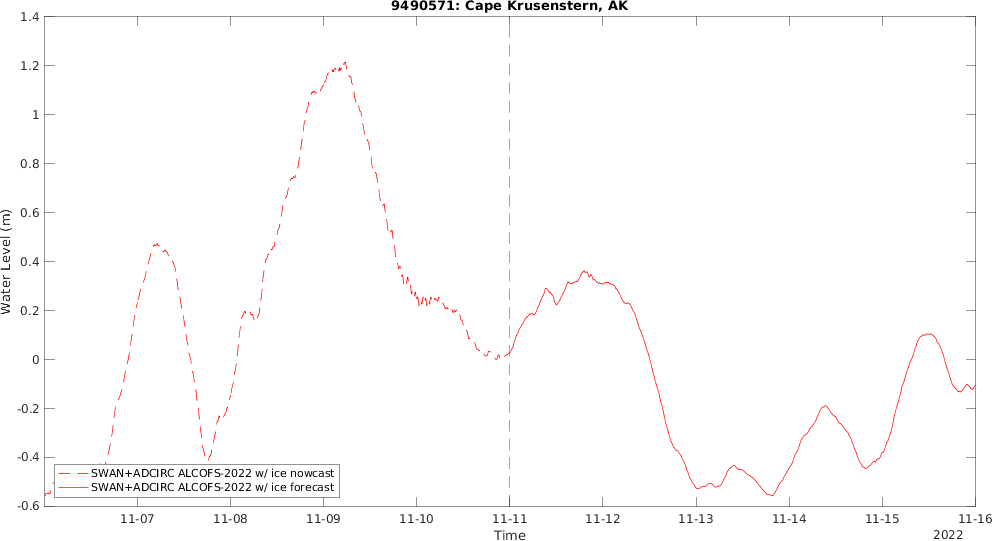 9490571: Cape Krusenstern, AK
Water Level (m)
1.4
1.2
1
0.8
0.6
0.4
0.2
0
-0.2
-0.4
-0.6
SWAN+ADCIRC ALCOFS-2022 w/ ice nowcast
SWAN+ADCIRC ALCOFS-2022 w/ ice forecast
11-07 11-08 11-09 11-10 11-11 11-12 11-13 11-14 11-15 11-16
Time
2022